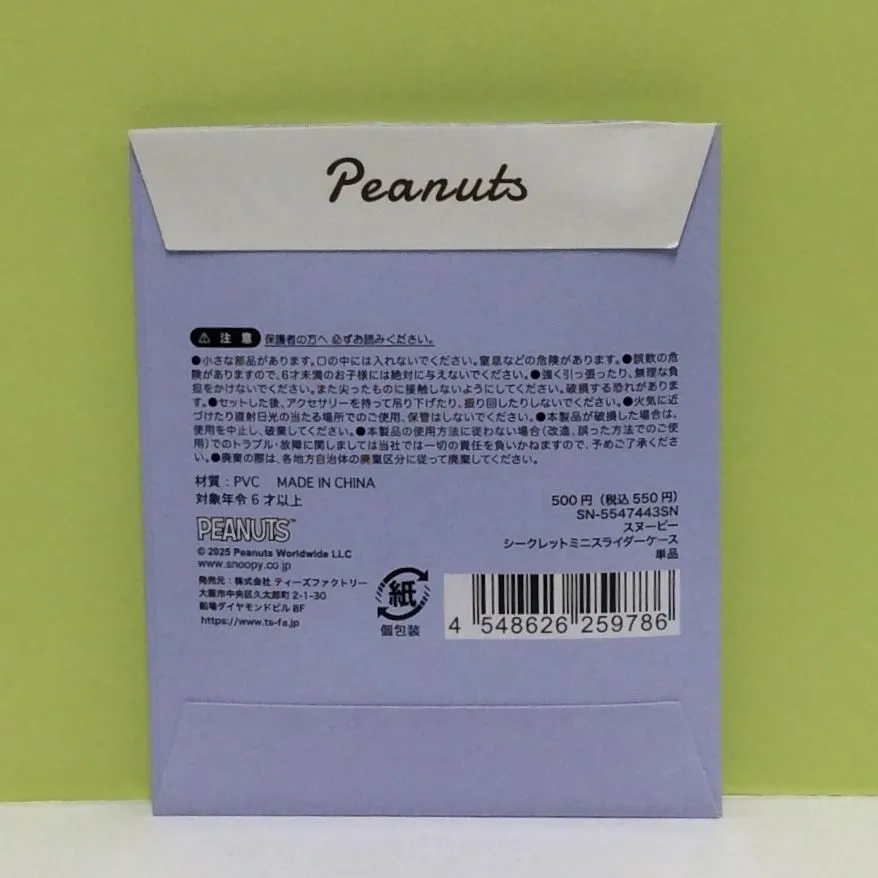 Peanuts
⚠ 注 意 保護者の方へ 必ずお読みください。
●小さな部品があります。口の中には入れないでください。窒息などの危険があります。●誤飲の危
険がありますので、6才未満のお子様には絶対に与えないでください。●強く引っ張ったり、無理な負
担をかけないでください。また尖ったものに接触しないようにしてください。破損する恐れがありま
す。●セットした後、アクセサリーを持って吊り下げたり、振り回したりしないでください。●火気に近
づけたり直射日光の当たる場所でのご使用、保管はしないでください。●本製品が破損した場合は、
使用を中止し、破棄してください。●本製品の使用方法に従わない場合(改造、誤った方法でのご使
用)でのトラブル・故障に関しましては当社では一切の責任を負いかねますので、予めご了承くださ
い。●廃棄の際は、各地方自治体の廃棄区分に従って廃棄してください。
材質:PVC MADE IN CHINA
対象年令6才以上
500円(税込550円)
SN-5547443SN
スヌーピー
シークレットミニスライダーケース
単品
PEANUTS™
© 2025 Peanuts Worldwide LLC
www.snoopy.co.jp
発売元:株式会社 ティーズファクトリー
大阪市中央区久太郎町2-1-30
船場ダイヤモンドビル8F
https://www.ts-fa.jp
紙
個包装
4 548626 259786